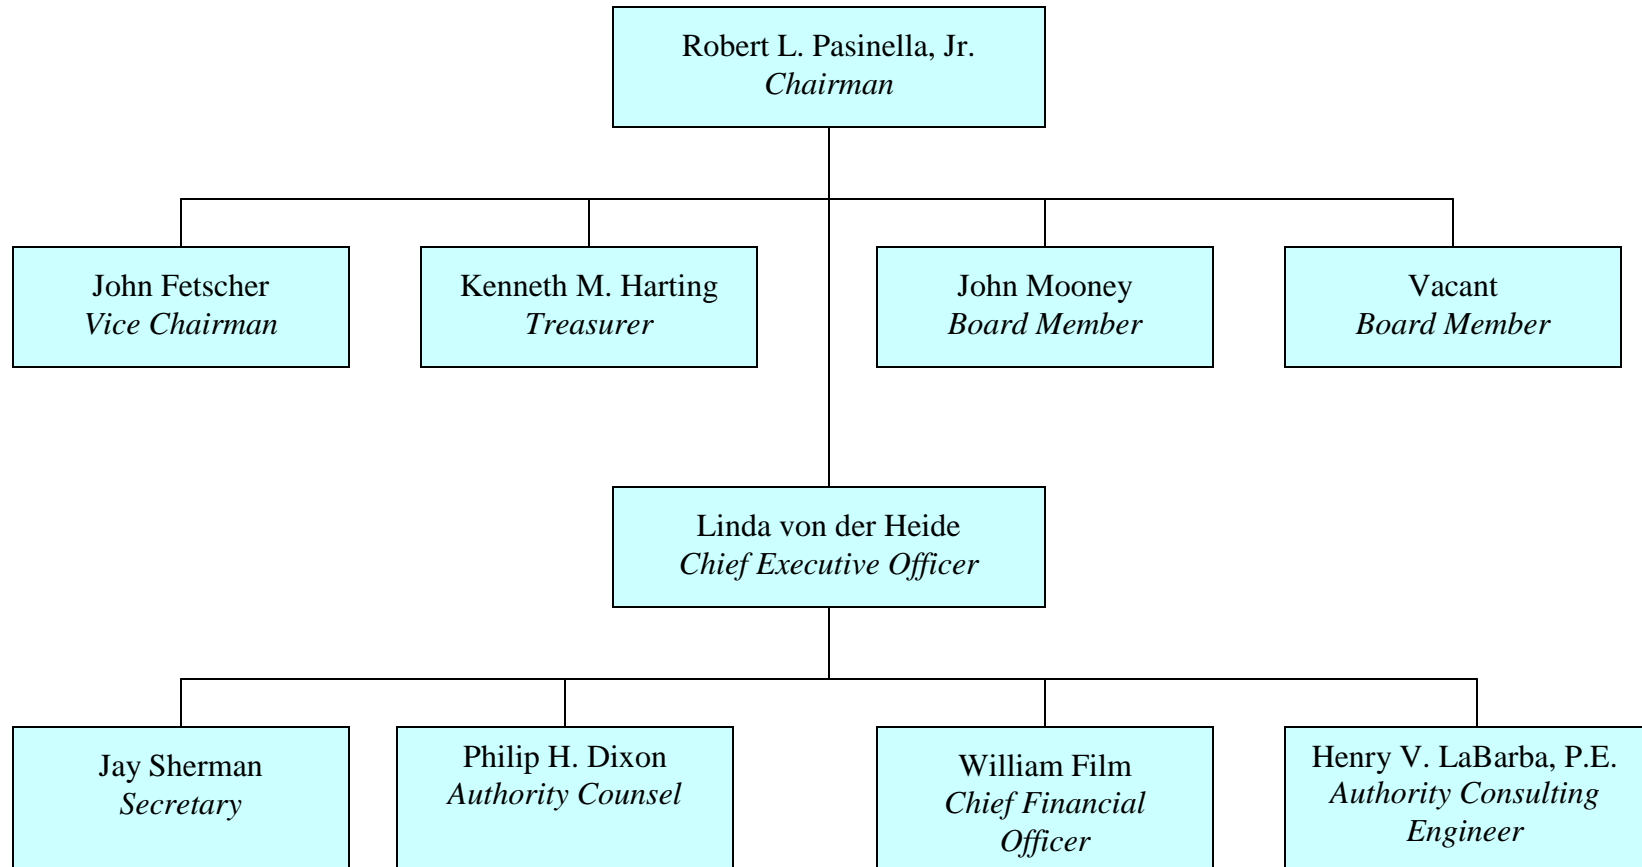 Robert L. Pasinella, Jr.
Chairman
John Fetscher
Vice Chairman
Kenneth M. Harting
Treasurer
John Mooney
Board Member
Vacant
Board Member
Linda von der Heide
Chief Executive Officer
Jay Sherman
Secretary
Philip H. Dixon
Authority Counsel
William Film
Chief Financial
Officer
Henry V. LaBarba, P.E.
Authority Consulting
Engineer